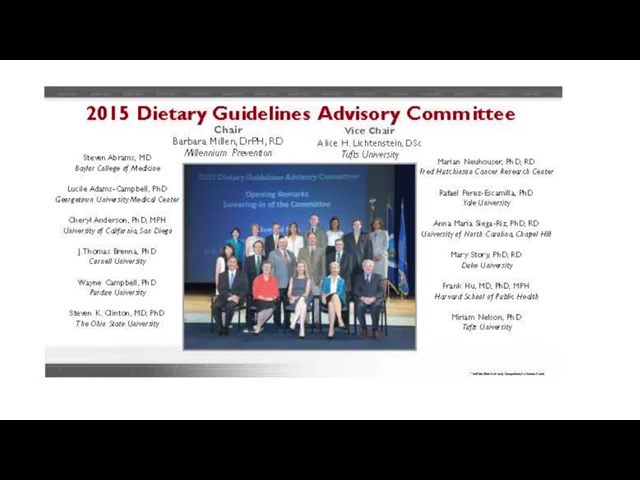 2015 Dietary Guidelines Advisory Committee
Chair
Barbara Millen, DrPH, RD
Millennium Prevention
Vice Chair
Alice H. Lichtenstein, DSc
Tufts University
Steven Abrams, MD
Baylor College of Medicine
Lucile Adams-Campbell, PhD
Georgetown University Medical Center
Cheryl Anderson, PhD, MPH
University of California, San Diego
J. Thomas Brenna, PhD
Cornell University
Wayne Campbell, PhD
Purdue University
Steven K. Clinton, MD, PhD
The Ohio State University
2015 Dietary Guidelines Advisory Committee
Opening Remarks
Swearing-in of the Committee
Marian Neuhouser, PhD, RD
Fred Hutchinson Cancer Research Center
Rafael Perez-Escamilla, PhD
Yale University
Anna Maria Siega-Riz, PhD, RD
University of North Carolina, Chapel Hill
Mary Story, PhD, RD
Duke University
Frank Hu, MD, PhD, MPH
Harvard School of Public Health
Miriam Nelson, PhD
Tufts University